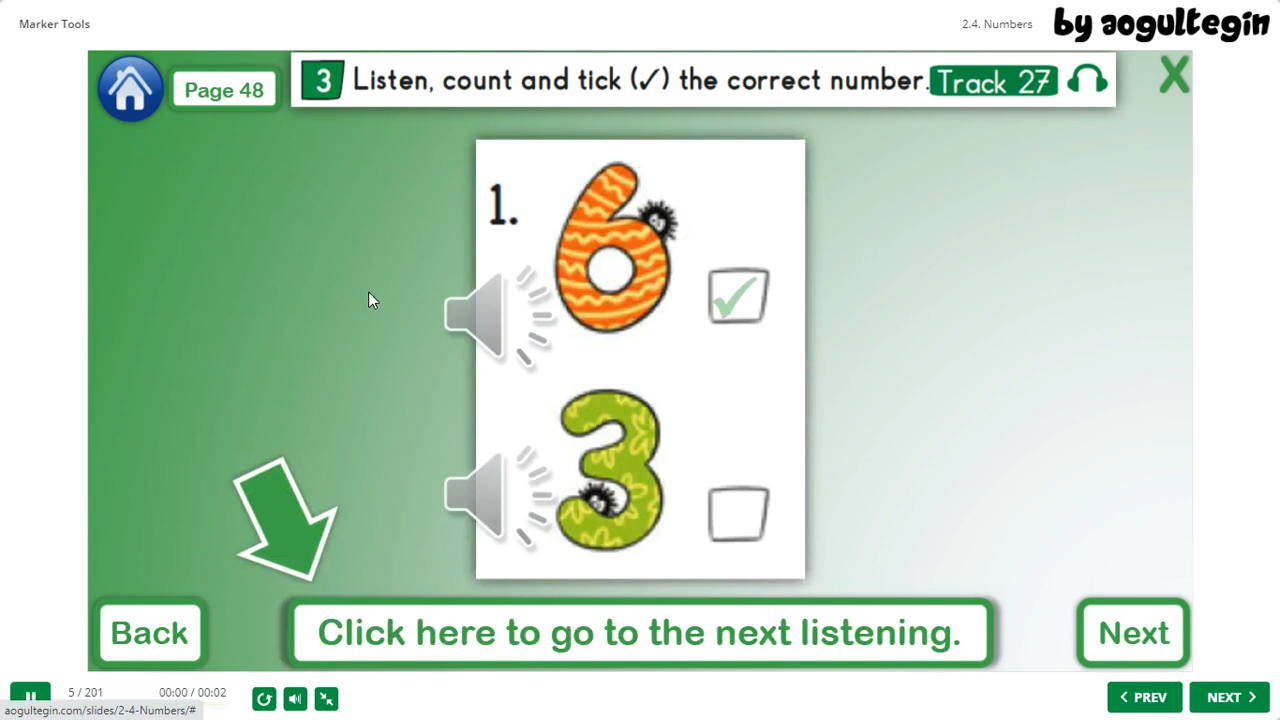 Marker Tools
2.4. Numbers
by aogultegin
Page 48
3 Listen, count and tick (✓) the correct number. Track 27
X
1.
6
3
Back
Click here to go to the next listening.
Next
5 / 201
00:00 / 00:02
PREV
NEXT
aogultegin.com/slides/2-4-Numbers/#